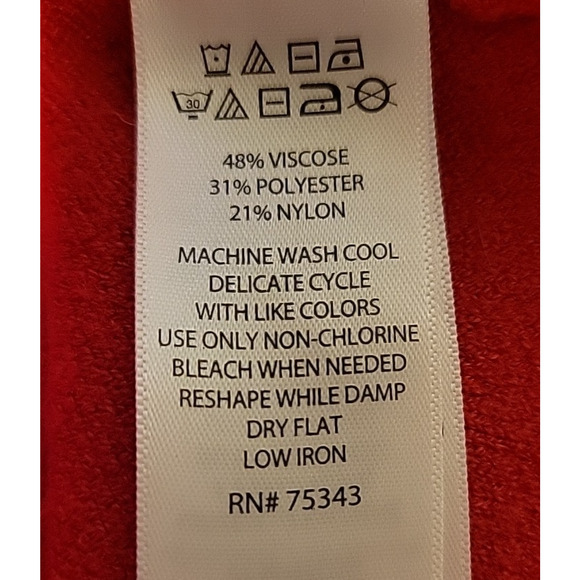 30
48% VISCOSE
31% POLYESTER
21% NYLON
MACHINE WASH COOL
DELICATE CYCLE
WITH LIKE COLORS
USE ONLY NON-CHLORINE
BLEACH WHEN NEEDED
RESHAPE WHILE DAMP
DRY FLAT
LOW IRON
RN# 75343